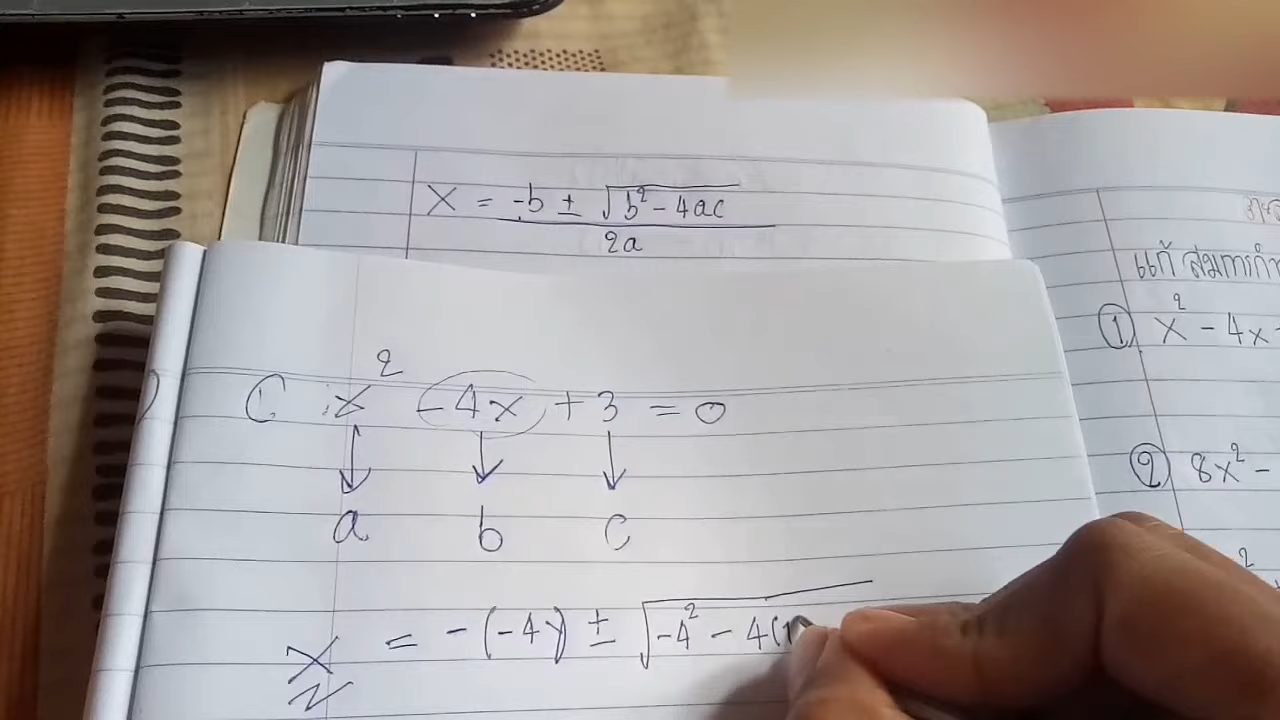 X = -b ± √b² - 4ac
2a
x² - 4x + 3 = 0
a b c
x = -(-4) ± √-4² - 4(1
แก้ สมการกำ
① x² - 4x
② 8x² -
2